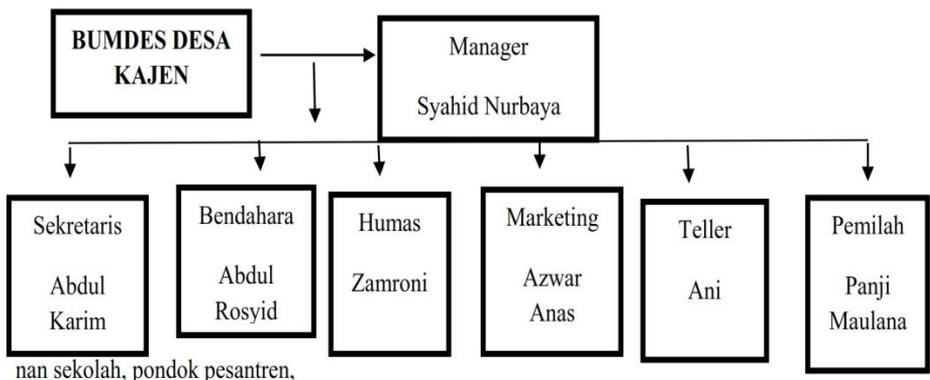 BUMDES DESA
KAJEN
Manager
Syahid Nurbaya
Sekretaris
Abdul
Karim
Bendahara
Abdul
Rosyid
Humas
Zamroni
Marketing
Azwar
Anas
Teller
Ani
Pemilah
Panji
Maulana
nan sekolah, pondok pesantren,